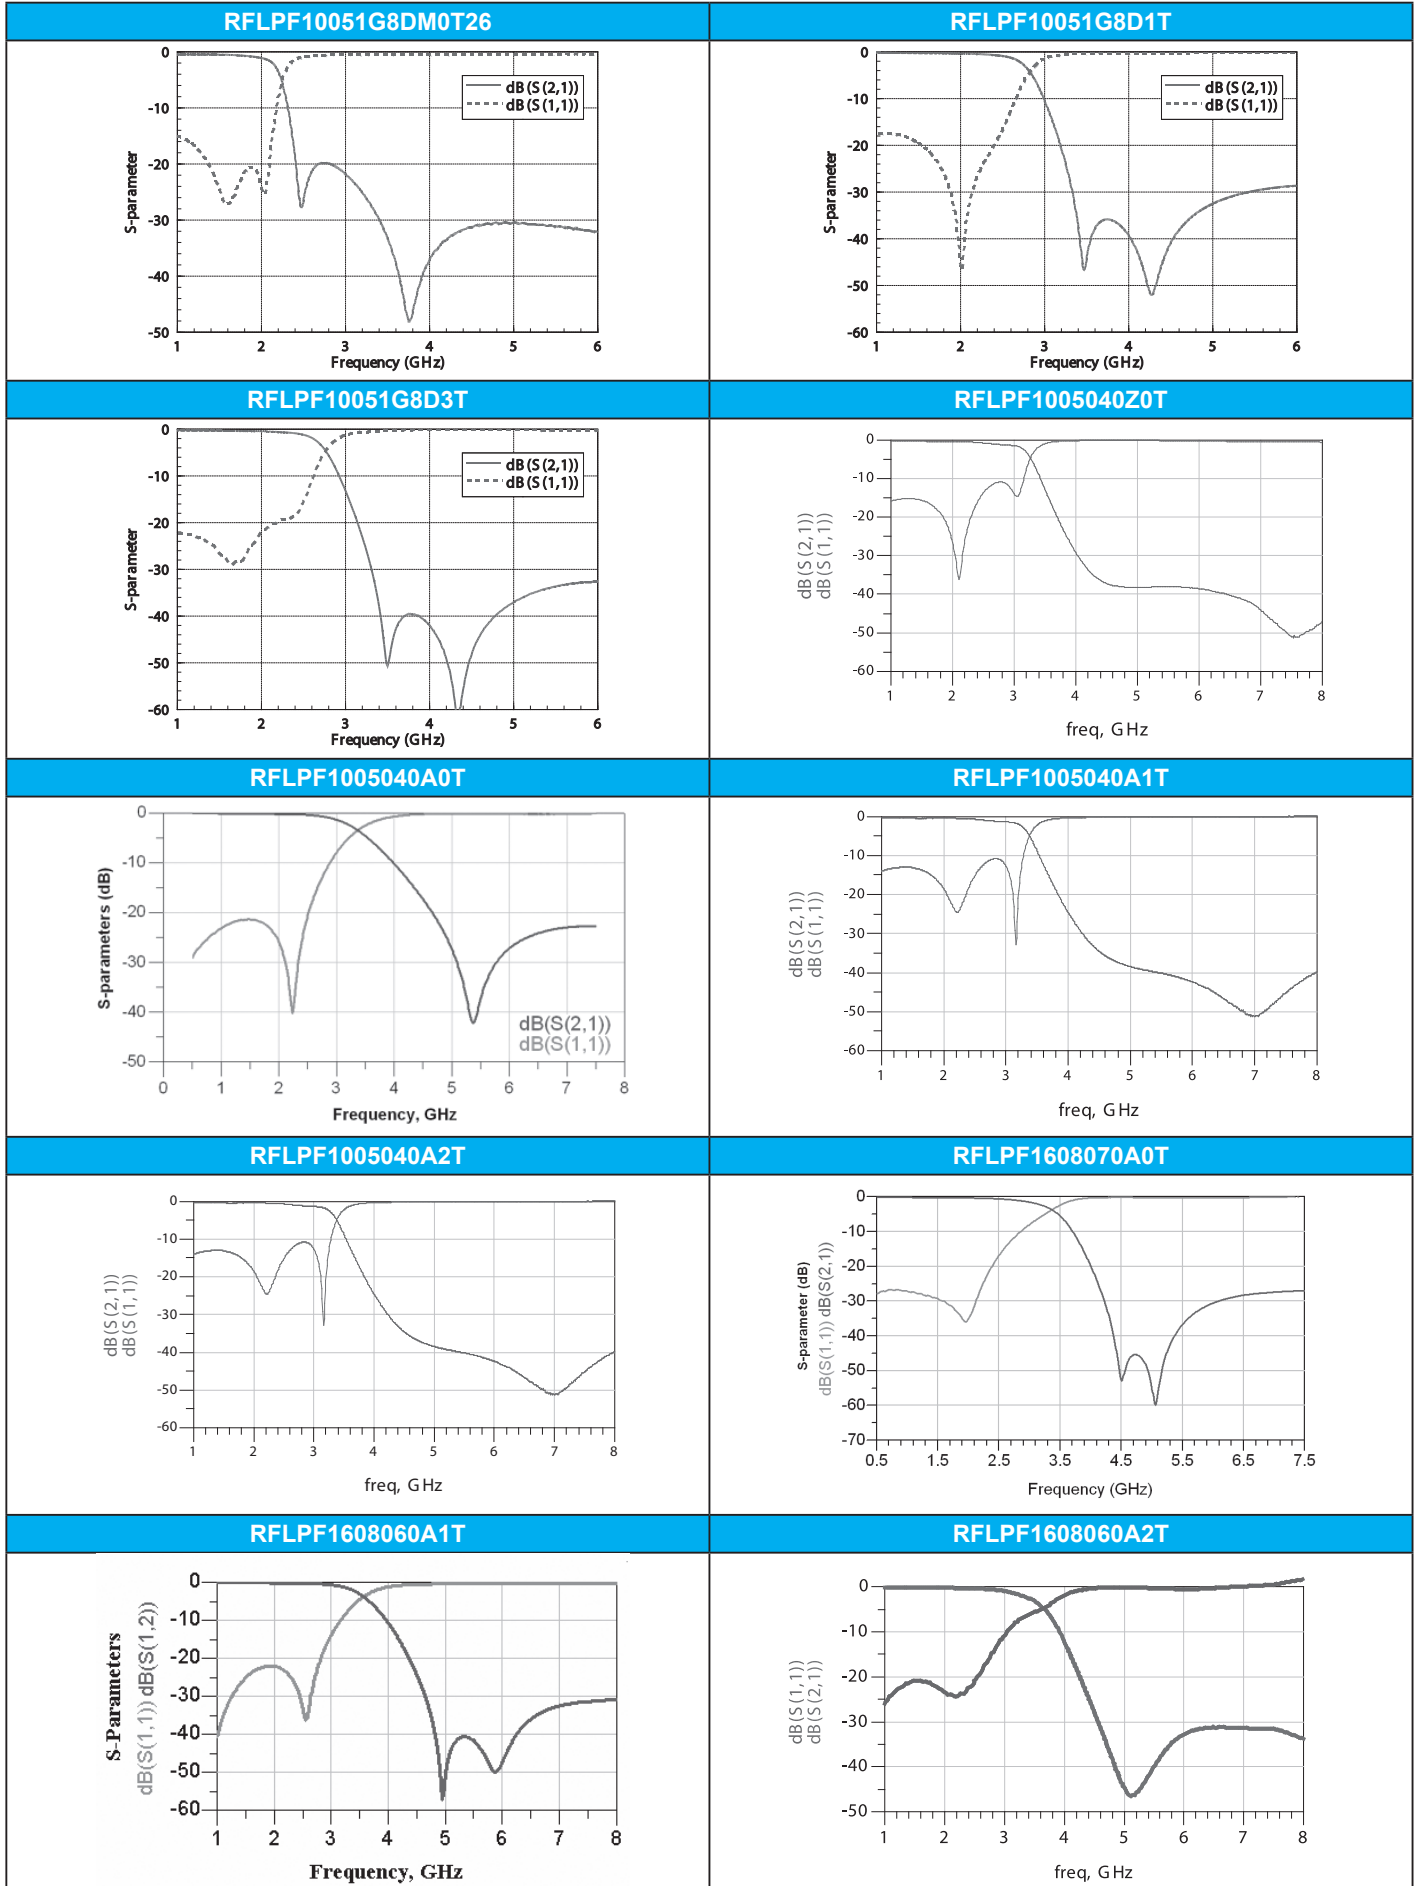 RFLPF10051G8DM0T26
0
-10
-20
-30
-40
-50
S-parameter
dB(S(2,1))
dB(S(1,1))
1 2 3 4 5 6
Frequency (GHz)
RFLPF10051G8D1T
0
-10
-20
-30
-40
-50
-60
S-parameter
dB(S(2,1))
dB(S(1,1))
1 2 3 4 5 6
Frequency (GHz)
RFLPF10051G8D3T
0
-10
-20
-30
-40
-50
-60
S-parameter
dB(S(2,1))
dB(S(1,1))
1 2 3 4 5 6
Frequency (GHz)
RFLPF1005040Z0T
0
-10
-20
-30
-40
-50
-60
dB(S(2,1))
dB(S(1,1))
1 2 3 4 5 6 7 8
freq, GHz
RFLPF1005040A0T
0
-10
-20
-30
-40
-50
S-parameters (dB)
dB(S(2,1))
dB(S(1,1))
0 1 2 3 4 5 6 7 8
Frequency, GHz
RFLPF1005040A1T
0
-10
-20
-30
-40
-50
-60
dB(S(2,1))
dB(S(1,1))
1 2 3 4 5 6 7 8
freq, GHz
RFLPF1005040A2T
0
-10
-20
-30
-40
-50
-60
dB(S(2,1))
dB(S(1,1))
1 2 3 4 5 6 7 8
freq, GHz
RFLPF1608070A0T
0
-10
-20
-30
-40
-50
-60
-70
S-parameter (dB)
dB(S(1,1)) dB(S(2,1))
0.5 1.5 2.5 3.5 4.5 5.5 6.5 7.5
Frequency (GHz)
RFLPF1608060A1T
0
-10
-20
-30
-40
-50
-60
S-Parameters
dB(S(1,1)) dB(S(1,2))
1 2 3 4 5 6 7 8
Frequency, GHz
RFLPF1608060A2T
0
-10
-20
-30
-40
-50
dB(S(1,1))
dB(S(2,1))
1 2 3 4 5 6 7 8
freq, GHz